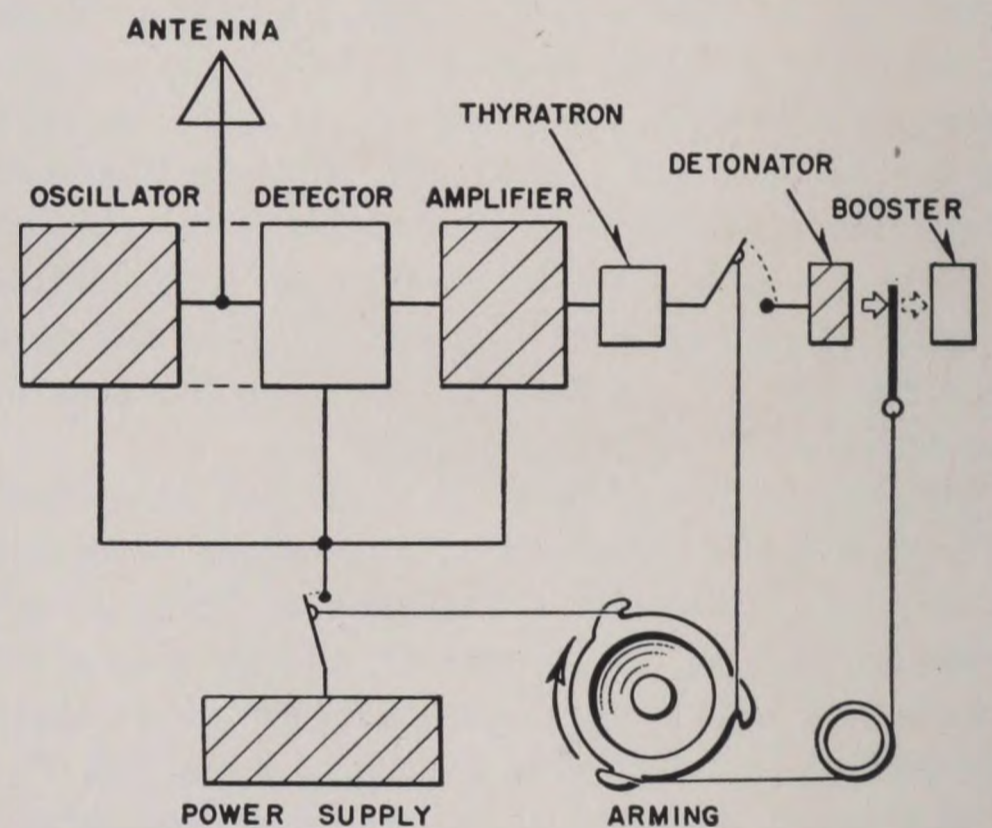 ANTENNA
THYRATRON
DETONATOR
OSCILLATOR DETECTOR AMPLIFIER
BOOSTER
POWER SUPPLY
ARMING